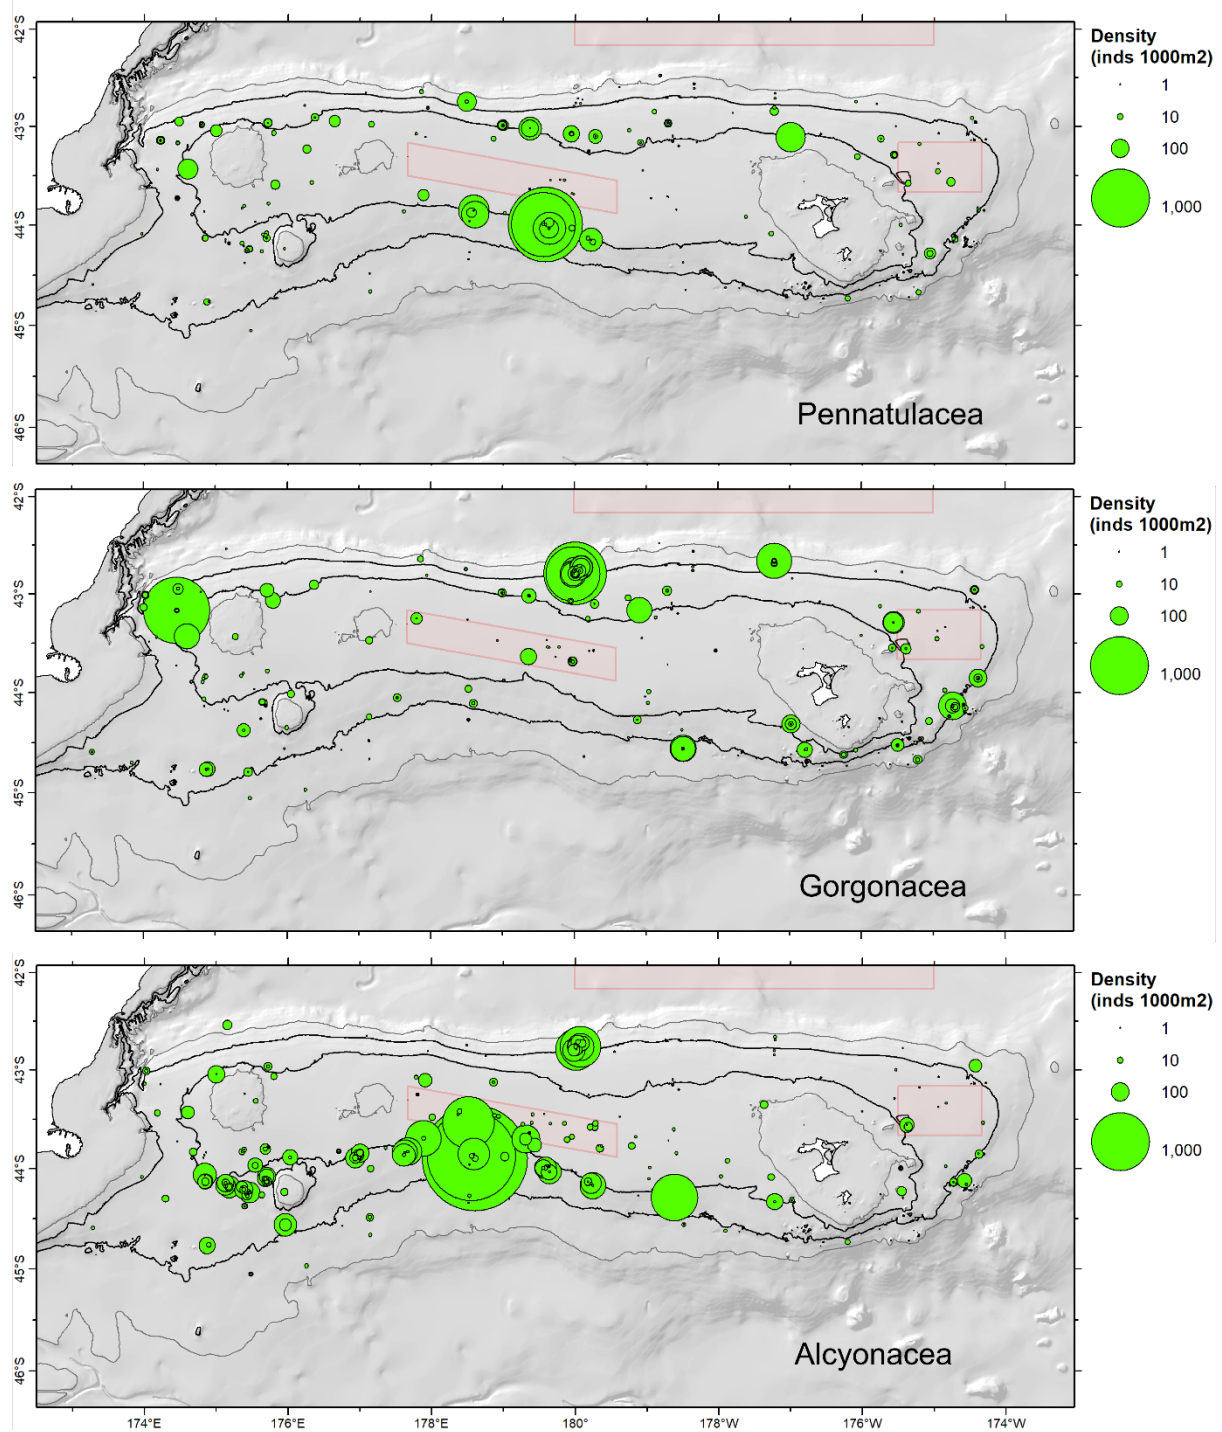 Density
(inds 1000m2)
1
10
100
1,000
42°S
43°S
44°S
45°S
46°S
Pennatulacea
Density
(inds 1000m2)
1
10
100
1,000
42°S
43°S
44°S
45°S
46°S
Gorgonacea
Density
(inds 1000m2)
1
10
100
1,000
42°S
43°S
44°S
45°S
46°S
Alcyonacea
174°E 176°E 178°E 180° 178°W 176°W 174°W